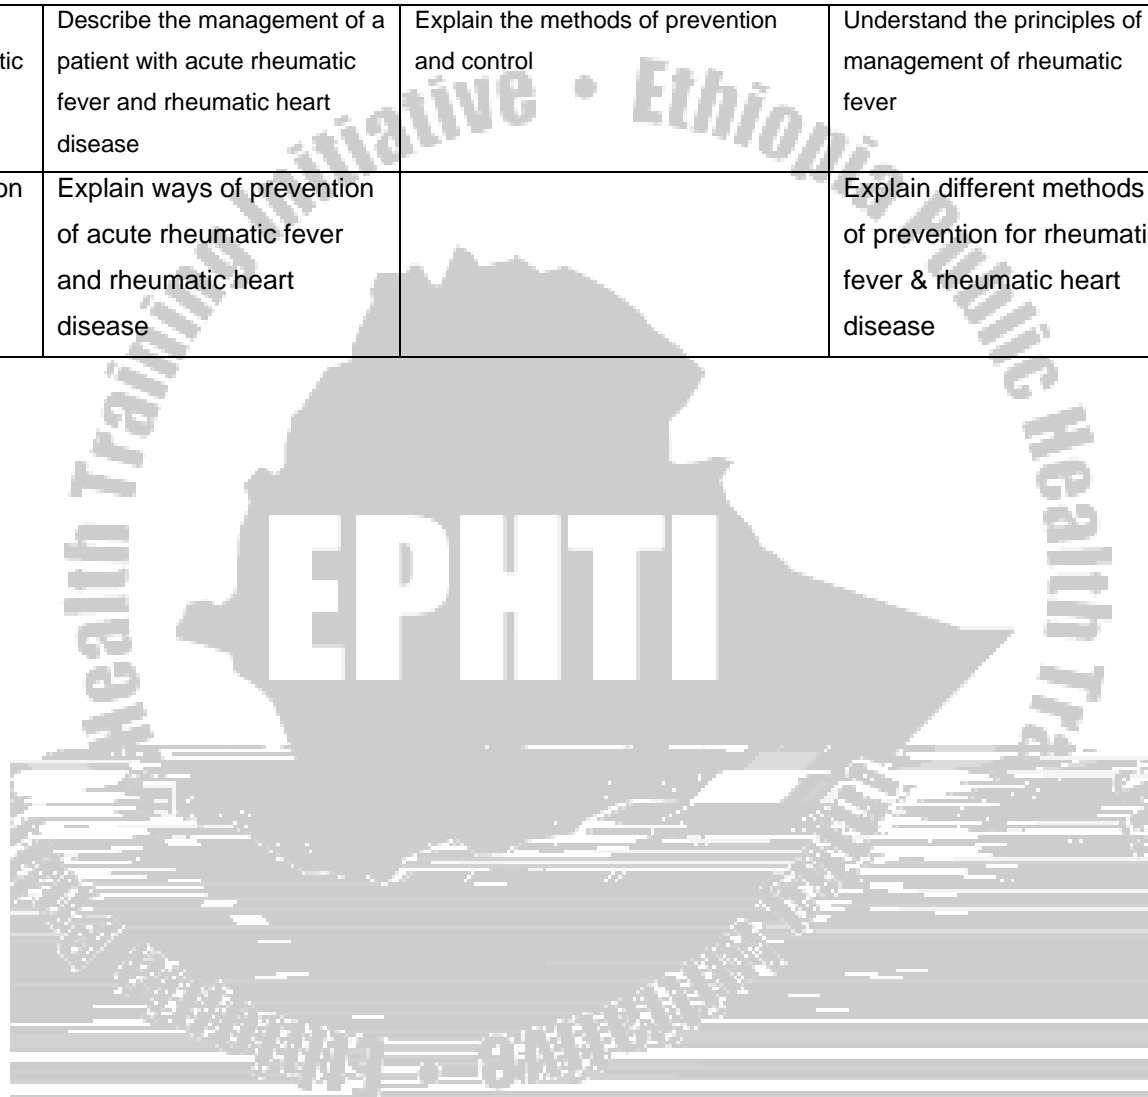 tic
Describe the management of a
patient with acute rheumatic
fever and rheumatic heart
disease
Explain the methods of prevention
and control
Understand the principles of
management of rheumatic
fever
on
Explain ways of prevention
of acute rheumatic fever
and rheumatic heart
disease
Explain different methods
of prevention for rheumati
fever & rheumatic heart
disease
Health Training Initiative • Ethiopia Public Health Tra
EPHTI